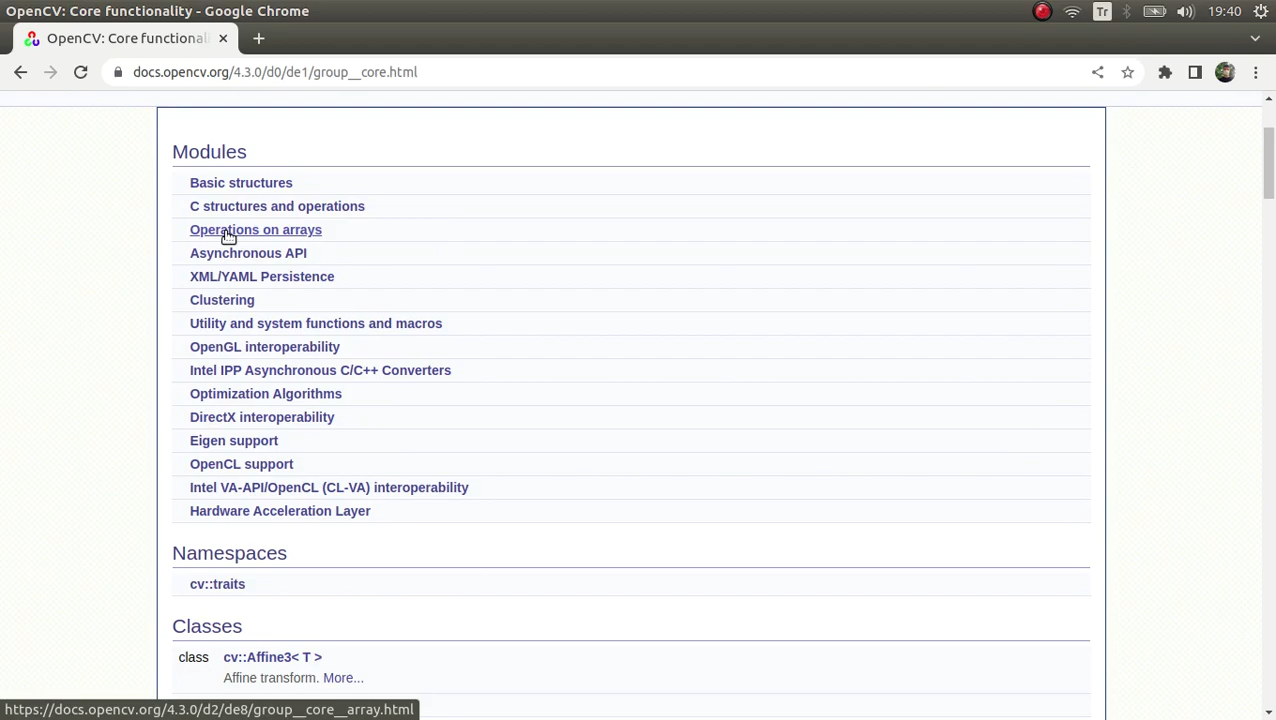 OpenCV: Core functionality - Google Chrome
Tr
19:40
OpenCV: Core functional
docs.opencv.org/4.3.0/d0/de1/group__core.html
Modules
Basic structures
C structures and operations
Operations on arrays
Asynchronous API
XML/YAML Persistence
Clustering
Utility and system functions and macros
OpenGL interoperability
Intel IPP Asynchronous C/C++ Converters
Optimization Algorithms
DirectX interoperability
Eigen support
OpenCL support
Intel VA-API/OpenCL (CL-VA) interoperability
Hardware Acceleration Layer
Namespaces
cv::traits
Classes
class cv::Affine3< T >
Affine transform. More...
https://docs.opencv.org/4.3.0/d2/de8/group__core__array.html